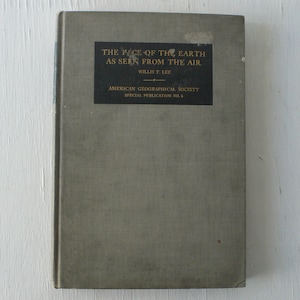 THE FACE OF THE EARTH
AS SEEN FROM THE AIR
WILLIS T. LEE
AMERICAN GEOGRAPHICAL SOCIETY
SPECIAL PUBLICATION NO. 4